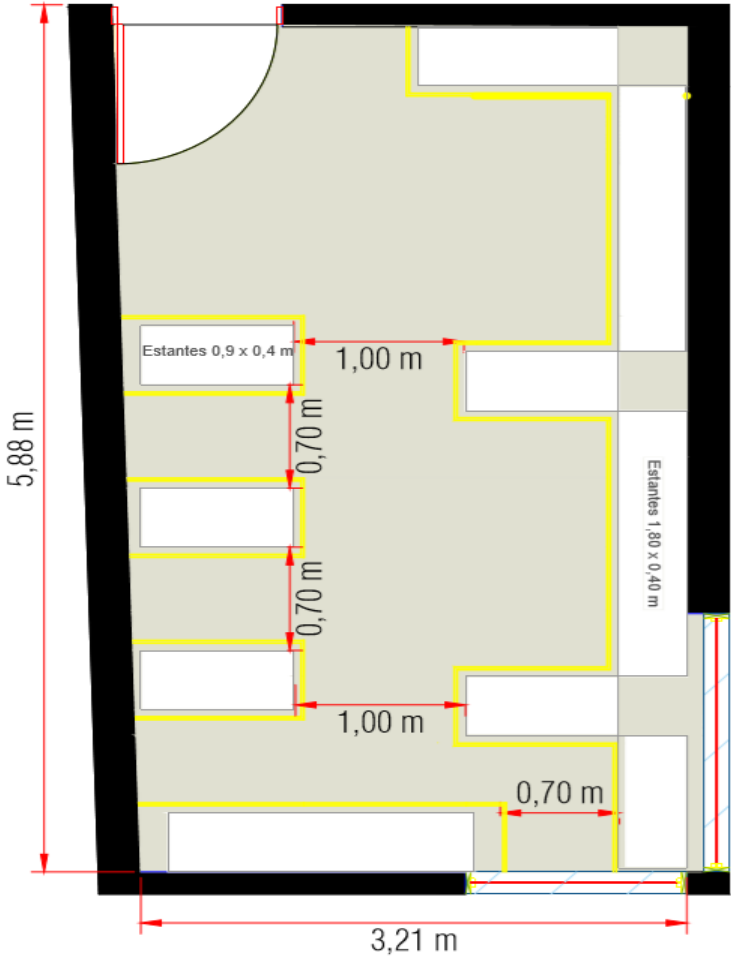 Estantes 0,9 x 0,4 m
1,00 m
0,70 m
5,88 m
Estantes 1,80 x 0,40 m
0,70 m
1,00 m
0,70 m
3,21 m